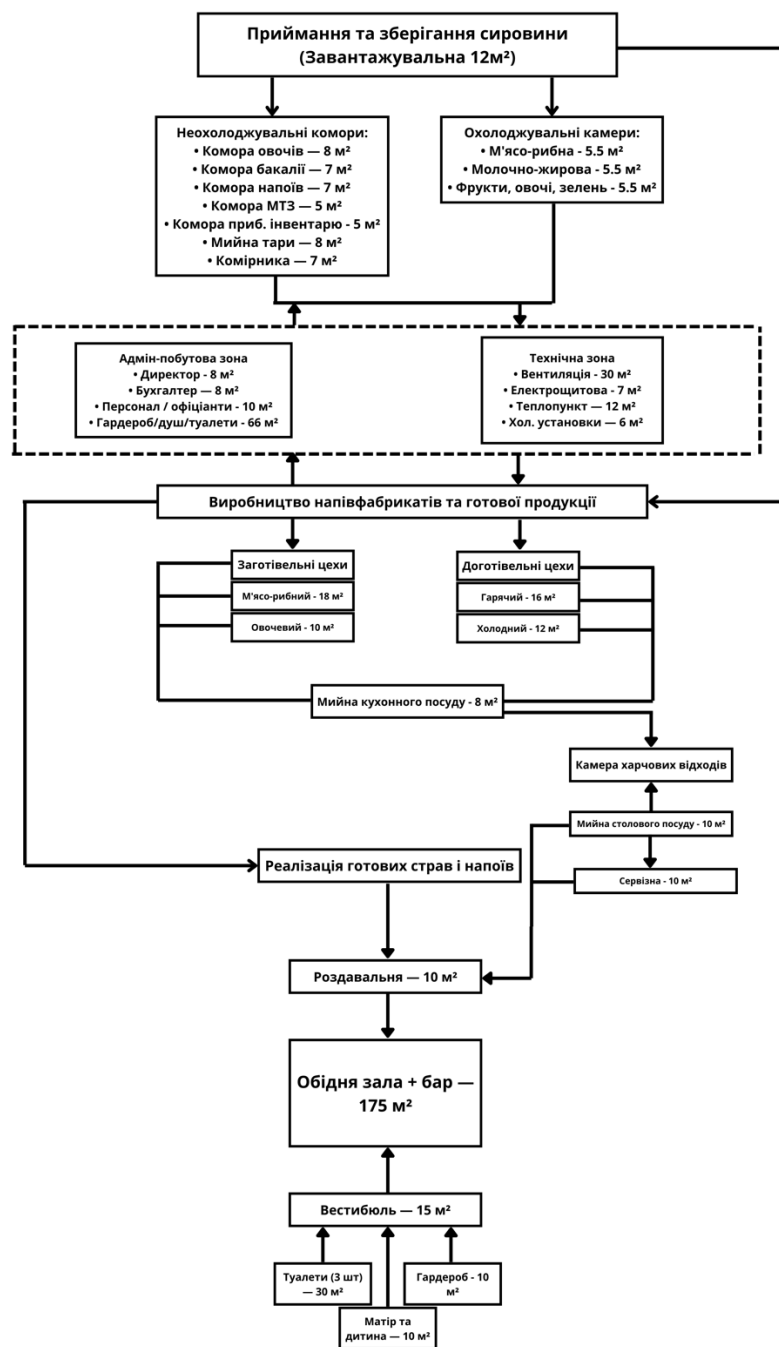 Приймання та зберігання сировини
(Завантажувальна 12м²)
Неохолоджувальні комори:
• Комора овочів — 8 м²
• Комора бакалії — 7 м²
• Комора напоїв — 7 м²
• Комора МТЗ — 5 м²
• Комора приб. інвентарю - 5 м²
• Мийна тари — 8 м²
• Комірника — 7 м²
Охолоджувальні камери:
• М'ясо-рибна - 5.5 м²
• Молочно-жирова - 5.5 м²
• Фрукти, овочі, зелень - 5.5 м²
Адмін-побутова зона
• Директор - 8 м²
• Бухгалтер — 8 м²
• Персонал / офіціанти - 10 м²
• Гардероб/душ/туалети - 66 м²
Технічна зона
• Вентиляція - 30 м²
• Електрощитова - 7 м²
• Теплопункт — 12 м²
• Хол. установки — 6 м²
Виробництво напівфабрикатів та готової продукції
Заготівельні цехи
М'ясо-рибний - 18 м²
Овочевий - 10 м²
Доготівельні цехи
Гарячий - 16 м²
Холодний - 12 м²
Мийна кухонного посуду - 8 м²
Камера харчових відходів
Мийна столового посуду - 10 м²
Сервізна - 10 м²
Реалізація готових страв і напоїв
Роздавальня — 10 м²
Обідня зала + бар —
175 м²
Вестибюль — 15 м²
Туалети (3 шт)
— 30 м²
Гардероб - 10
м²
Матір та
дитина — 10 м²